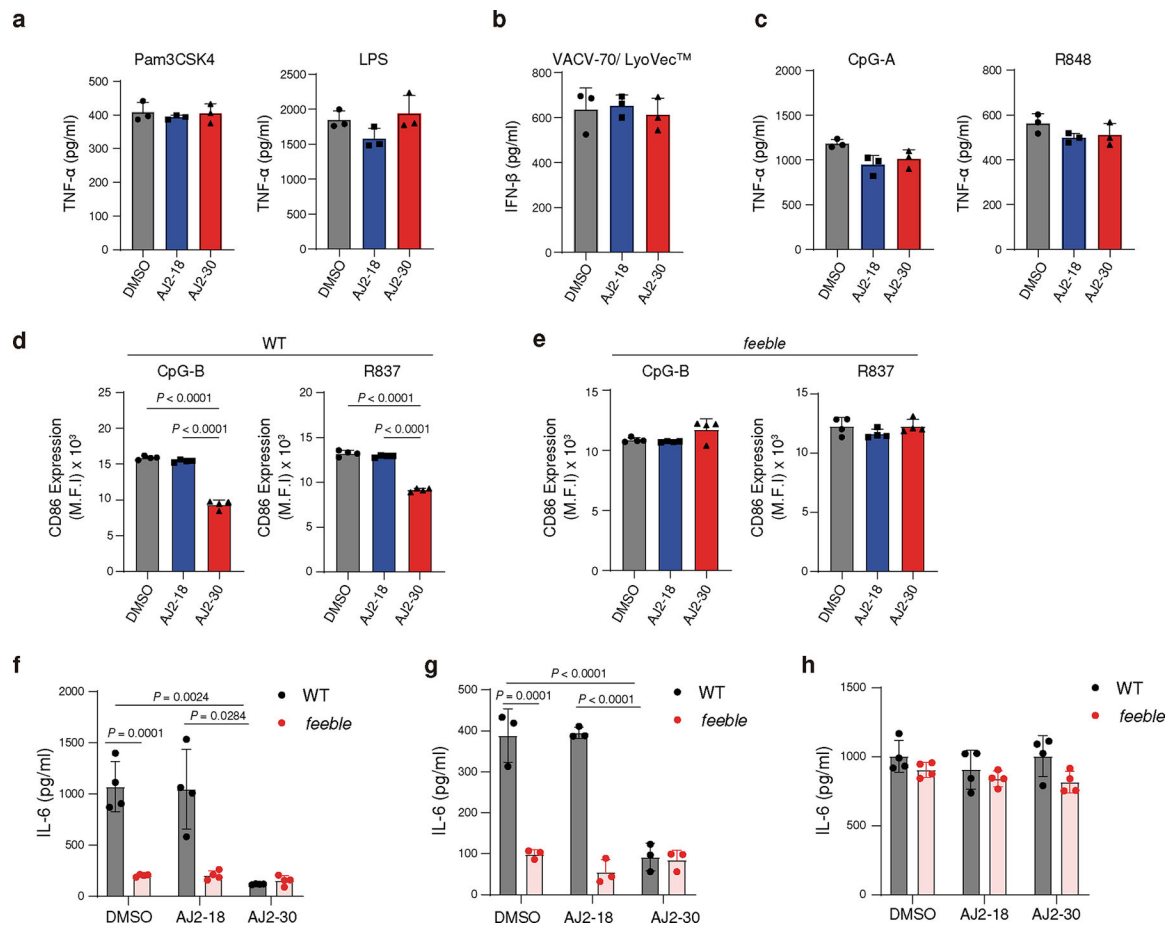 a
Pam3CSK4
TNF-α (pg/ml)
500
400
300
200
100
0
DMSO
AJ2-18
AJ2-30
LPS
TNF-α (pg/ml)
2500
2000
1500
1000
500
0
DMSO
AJ2-18
AJ2-30
b
VACV-70/ LyoVec™
IFN-β (pg/ml)
800
600
400
200
0
DMSO
AJ2-18
AJ2-30
c
CpG-A
TNF-α (pg/ml)
2000
1500
1000
500
0
DMSO
AJ2-18
AJ2-30
R848
TNF-α (pg/ml)
800
600
400
200
0
DMSO
AJ2-18
AJ2-30
d
WT
CpG-B
CD86 Expression
(M.F.I) x 10³
25
20
15
10
5
0
P < 0.0001
P < 0.0001
DMSO
AJ2-18
AJ2-30
R837
CD86 Expression
(M.F.I) x 10³
20
15
10
5
0
P < 0.0001
P < 0.0001
DMSO
AJ2-18
AJ2-30
e
feeble
CpG-B
CD86 Expression
(M.F.I) x 10³
15
10
5
0
DMSO
AJ2-18
AJ2-30
R837
CD86 Expression
(M.F.I) x 10³
15
10
5
0
DMSO
AJ2-18
AJ2-30
f
IL-6 (pg/ml)
2000
1500
1000
500
0
P = 0.0024
P = 0.0284
P = 0.0001
WT
feeble
DMSO
AJ2-18
AJ2-30
g
IL-6 (pg/ml)
500
400
300
200
100
0
P < 0.0001
P = 0.0001
P < 0.0001
WT
feeble
DMSO
AJ2-18
AJ2-30
h
IL-6 (pg/ml)
1500
1000
500
0
WT
feeble
DMSO
AJ2-18
AJ2-30